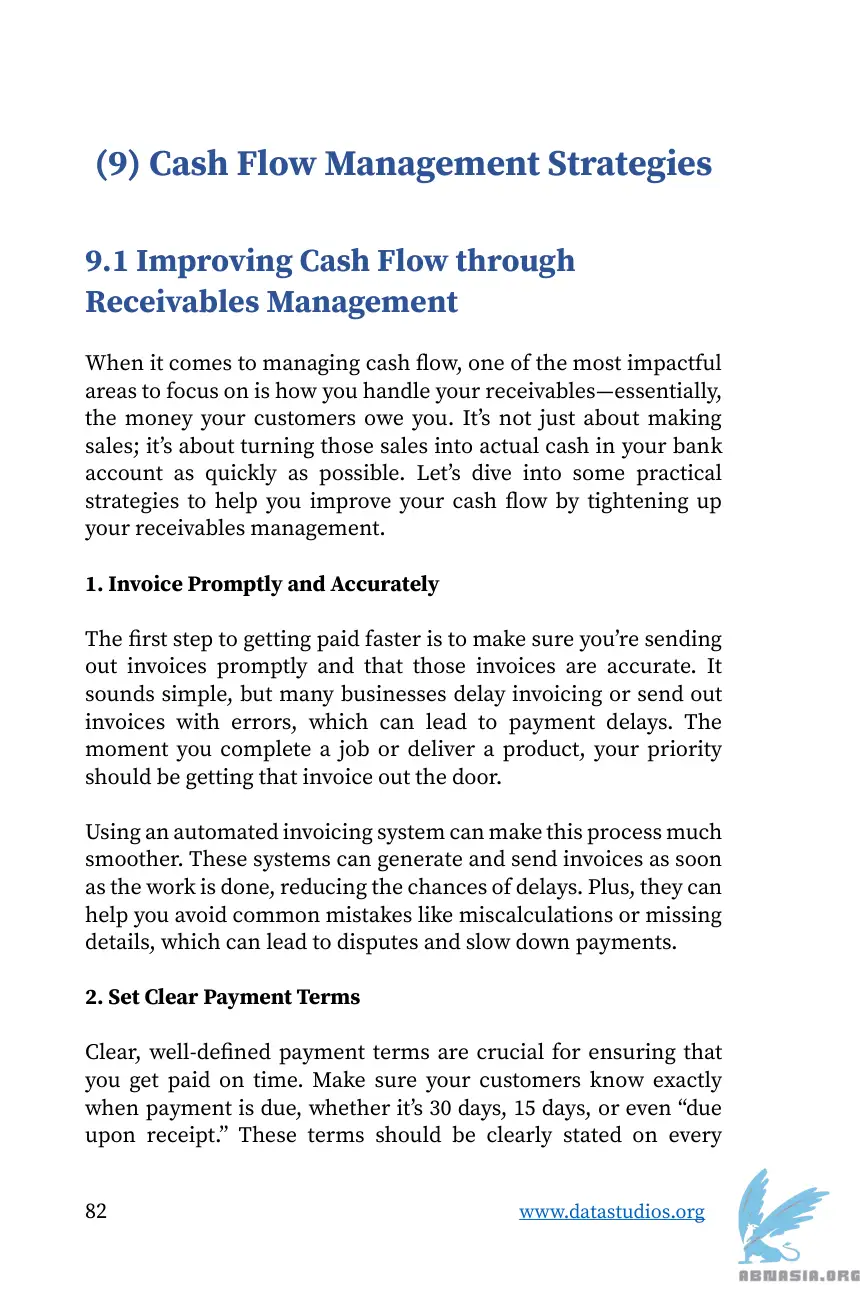 (9) Cash Flow Management Strategies
9.1 Improving Cash Flow through
Receivables Management
When it comes to managing cash flow, one of the most impactful
areas to focus on is how you handle your receivables—essentially,
the money your customers owe you. It’s not just about making
sales; it’s about turning those sales into actual cash in your bank
account as quickly as possible. Let’s dive into some practical
strategies to help you improve your cash flow by tightening up
your receivables management.
1. Invoice Promptly and Accurately
The first step to getting paid faster is to make sure you’re sending
out invoices promptly and that those invoices are accurate. It
sounds simple, but many businesses delay invoicing or send out
invoices with errors, which can lead to payment delays. The
moment you complete a job or deliver a product, your priority
should be getting that invoice out the door.
Using an automated invoicing system can make this process much
smoother. These systems can generate and send invoices as soon
as the work is done, reducing the chances of delays. Plus, they can
help you avoid common mistakes like miscalculations or missing
details, which can lead to disputes and slow down payments.
2. Set Clear Payment Terms
Clear, well-defined payment terms are crucial for ensuring that
you get paid on time. Make sure your customers know exactly
when payment is due, whether it’s 30 days, 15 days, or even “due
upon receipt.” These terms should be clearly stated on every
82 www.datastudios.org
ABNASIA.ORG